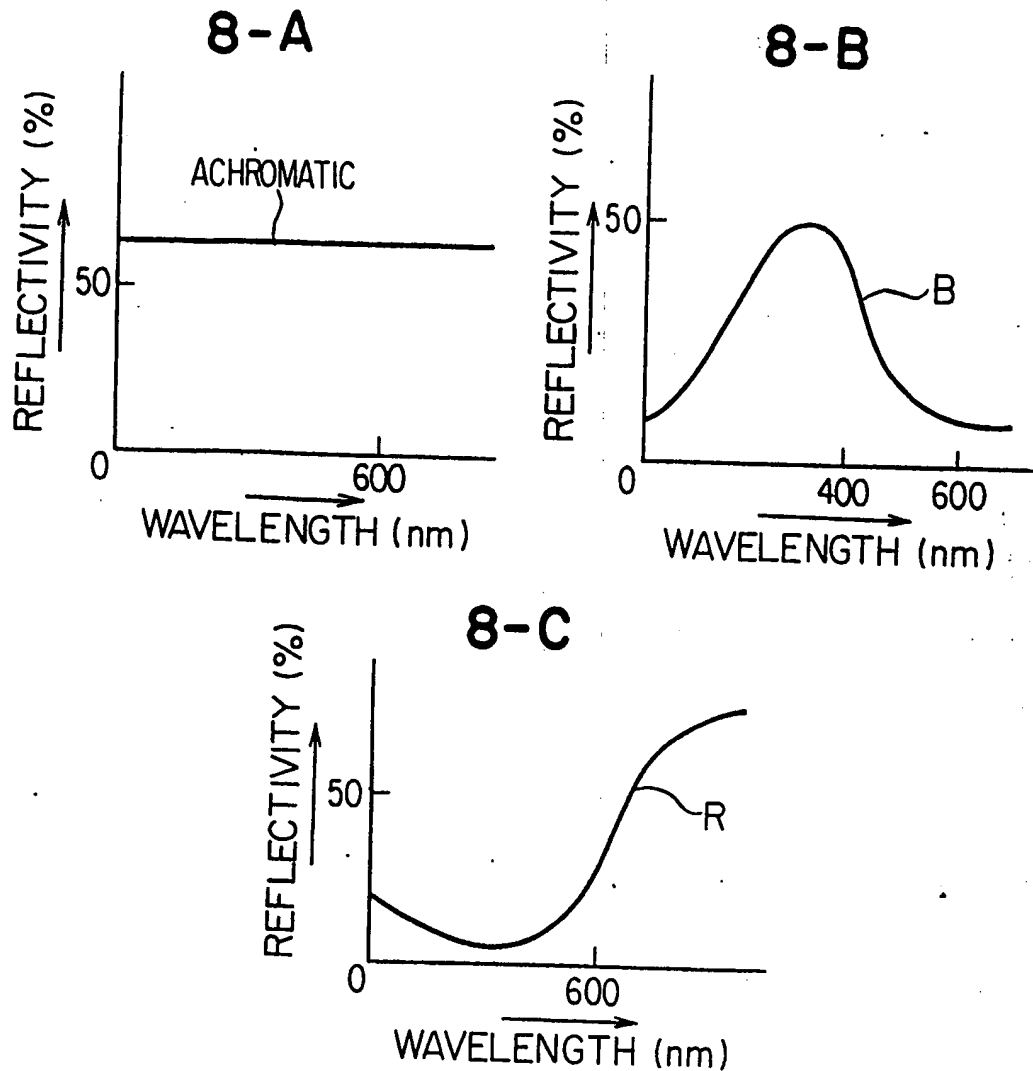 8-A
REFLECTIVITY (%)
ACHROMATIC
50
0
600
WAVELENGTH (nm)
8-B
REFLECTIVITY (%)
50
B
0
400
600
WAVELENGTH (nm)
8-C
REFLECTIVITY (%)
50
R
0
600
WAVELENGTH (nm)